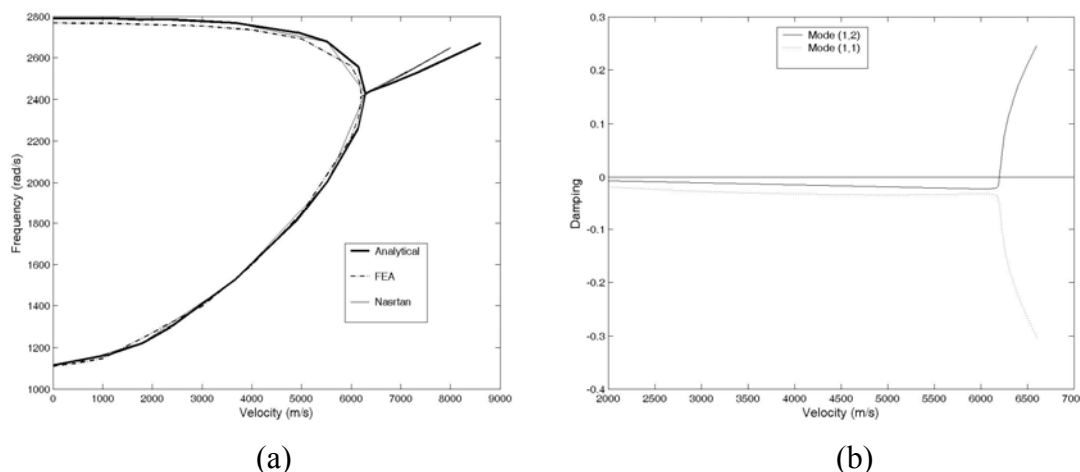 2800
2600
2400
2200
2000
1800
1600
1400
1200
1000
Frequency (rad/s)
Analytical
FEA
Nasrtan
0 1000 2000 3000 4000 5000 6000 7000 8000 9000
Velocity (m/s)
(a)
0.3
0.2
0.1
0
-0.1
-0.2
-0.3
-0.4
Damping
Mode (1,2)
Mode (1,1)
2000 2500 3000 3500 4000 4500 5000 5500 6000 6500 700
Velocity (m/s)
(b)